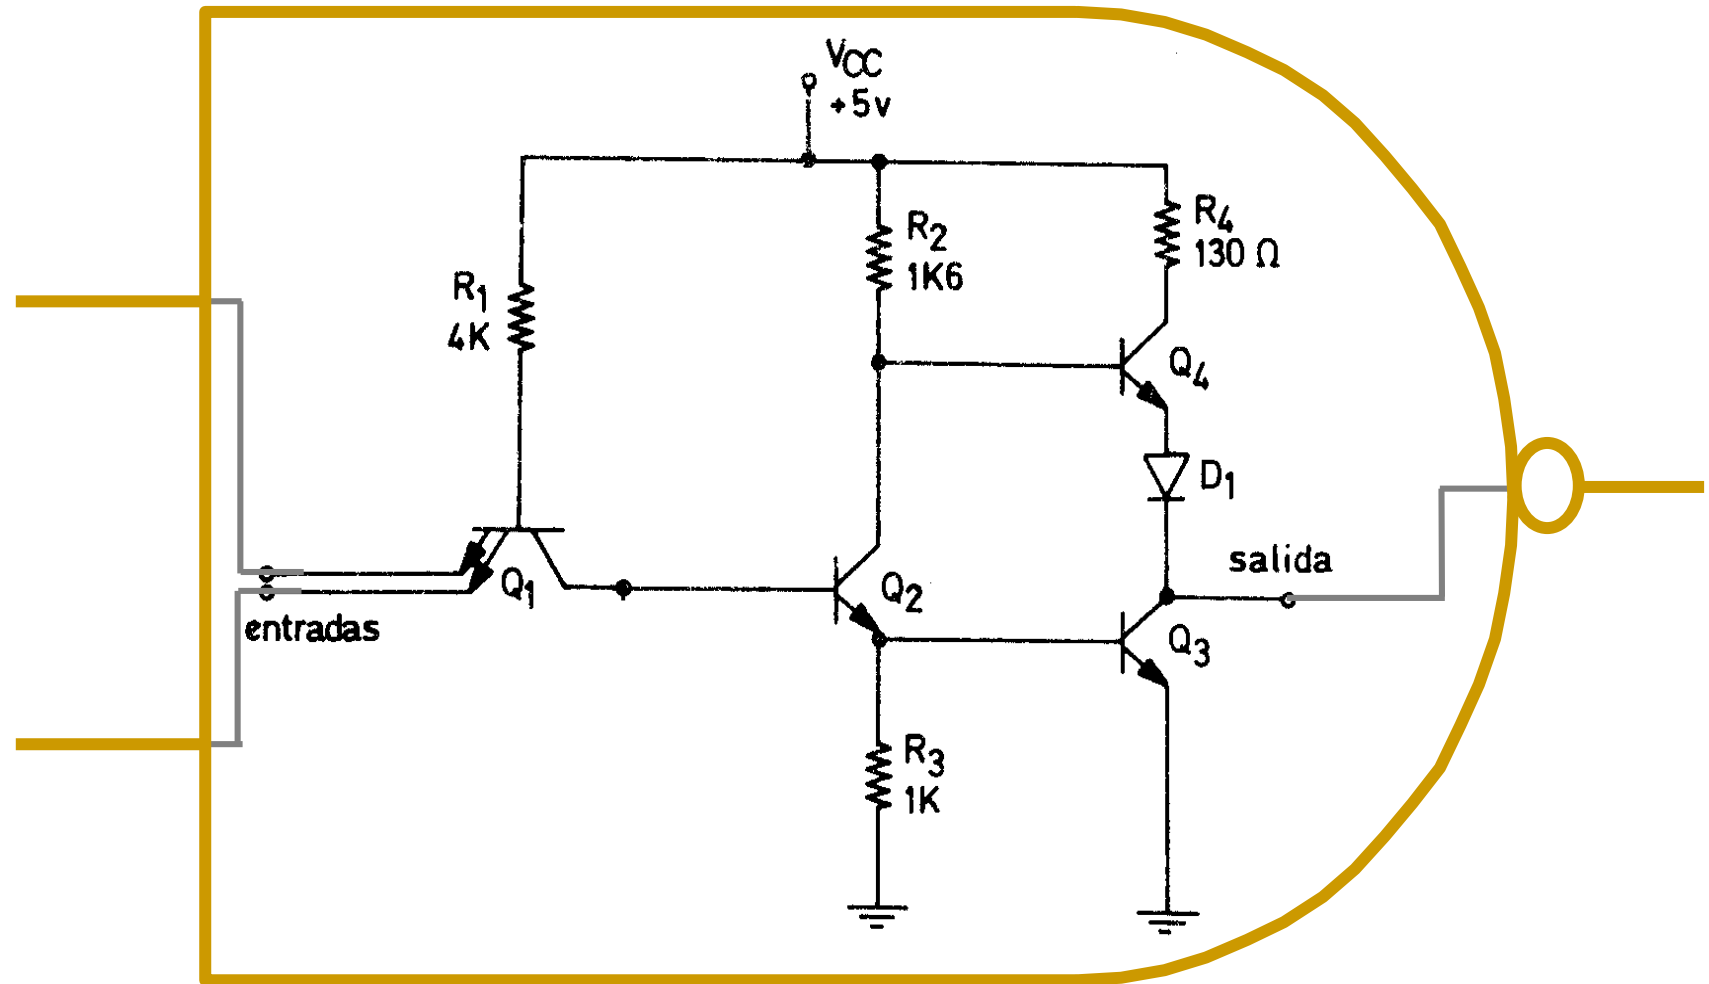 VCC
+5v
R1
4K
R2
1K6
R4
130 Ω
Q4
D1
salida
Q1
Q2
entradas
Q3
R3
1K